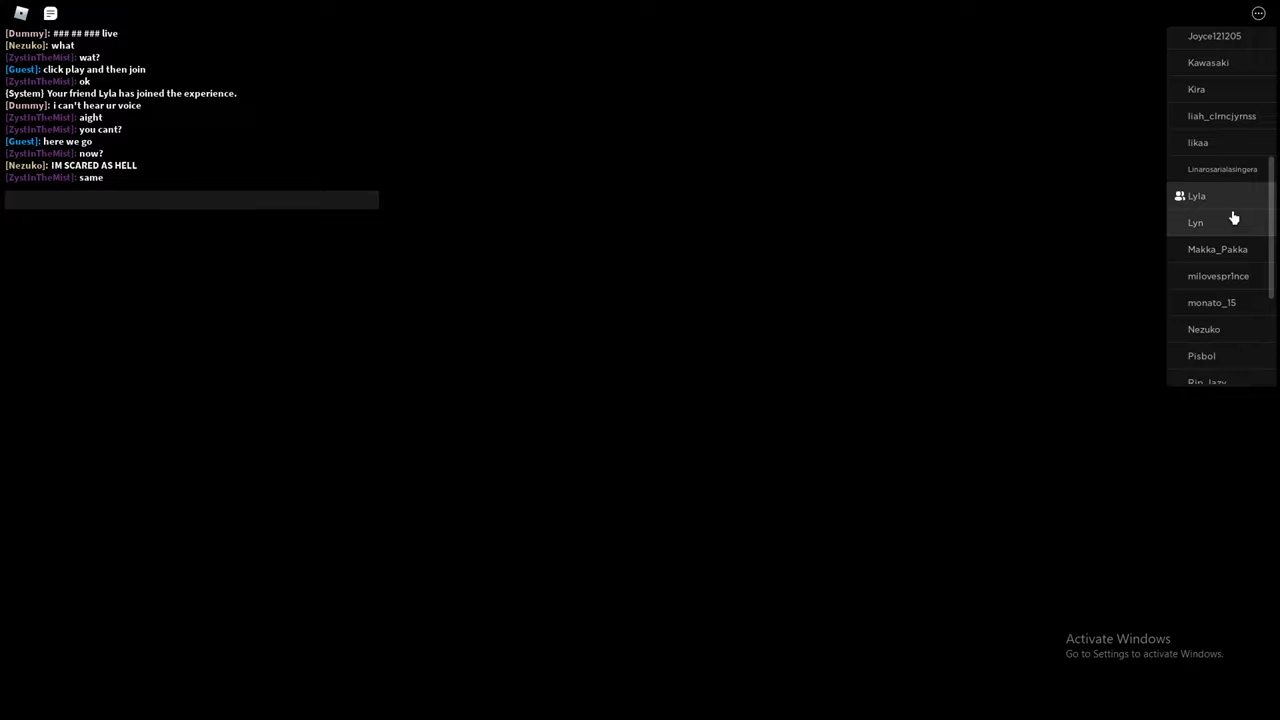 [Dummy]: ### ## ### live
[Nezuko]: what
[ZystInTheMist]: wat?
[Guest]: click play and then join
[ZystInTheMist]: ok
{System} Your friend Lyla has joined the experience.
[Dummy]: i can't hear ur voice
[ZystInTheMist]: aight
[ZystInTheMist]: you cant?
[Guest]: here we go
[ZystInTheMist]: now?
[Nezuko]: IM SCARED AS HELL
[ZystInTheMist]: same
Joyce121205
Kawasaki
Kira
liah_clrncjyrnss
likaa
Linarosarialasingera
Lyla
Lyn
Makka_Pakka
milovespr1nce
monato_15
Nezuko
Pisbol
Rip_lazy
Activate Windows
Go to Settings to activate Windows.